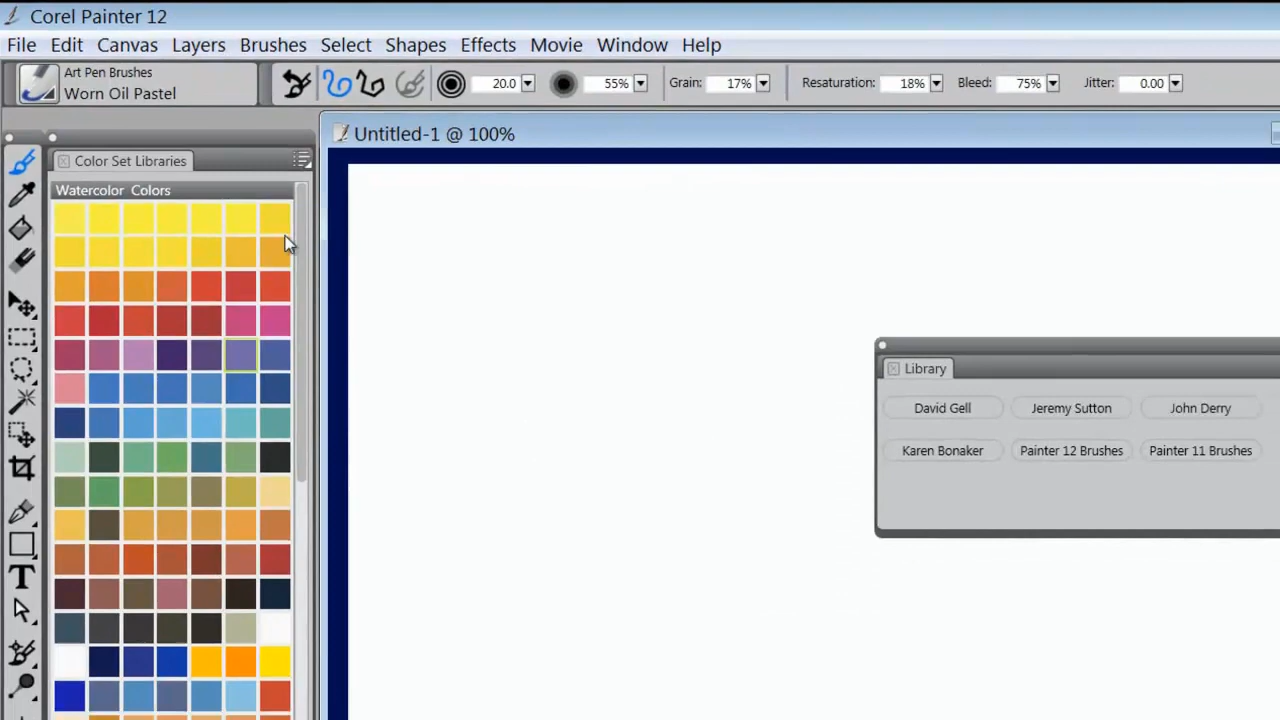 Corel Painter 12
File Edit Canvas Layers Brushes Select Shapes Effects Movie Window Help
Art Pen Brushes
Worn Oil Pastel
20.0 55% Grain: 17% Resaturation: 18% Bleed: 75% Jitter: 0.00
Untitled-1 @ 100%
Color Set Libraries
Watercolor Colors
Library
David Gell Jeremy Sutton John Derry
Karen Bonaker Painter 12 Brushes Painter 11 Brushes